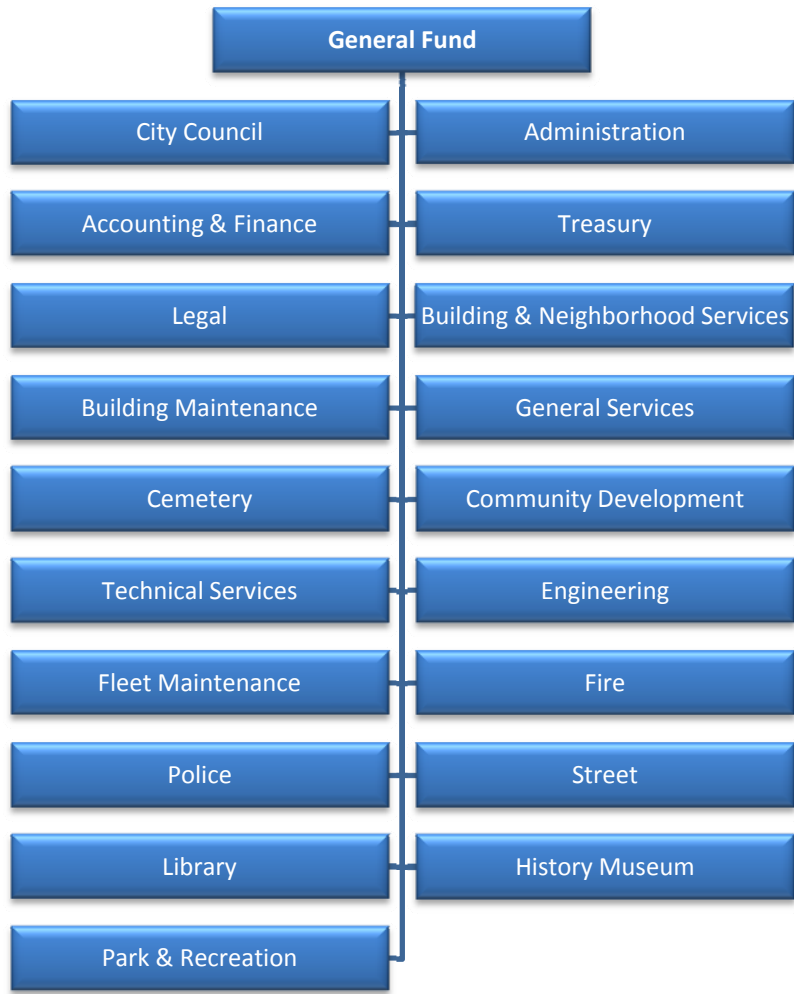 General Fund
City Council
Administration
Accounting & Finance
Treasury
Legal
Building & Neighborhood Services
Building Maintenance
General Services
Cemetery
Community Development
Technical Services
Engineering
Fleet Maintenance
Fire
Police
Street
Library
History Museum
Park & Recreation